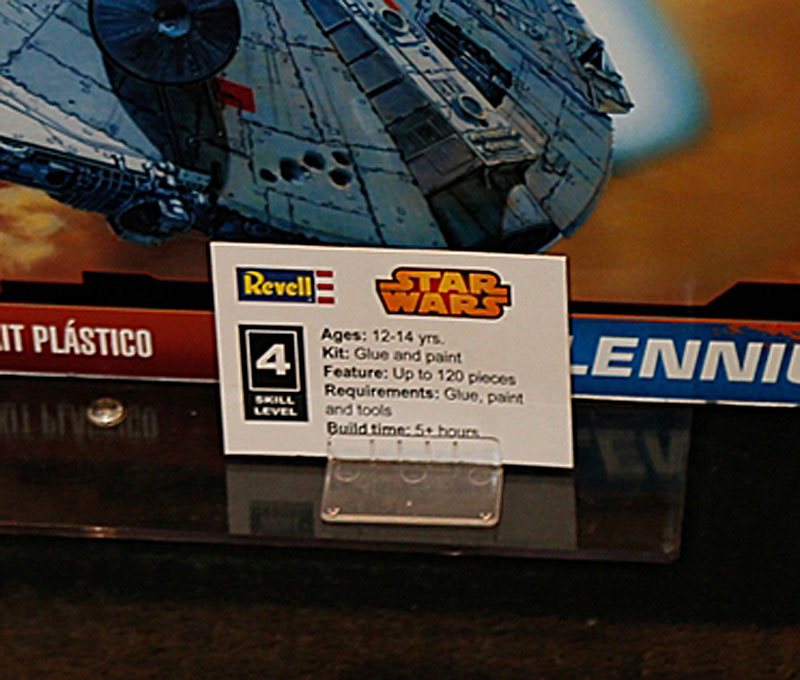 Revell
STAR
WARS
4
SKILL
LEVEL
Ages: 12-14 yrs.
Kit: Glue and paint
Feature: Up to 120 pieces
Requirements: Glue, paint
and tools
Build time: 5+ hours
IT PLÁSTICO
LENNIU